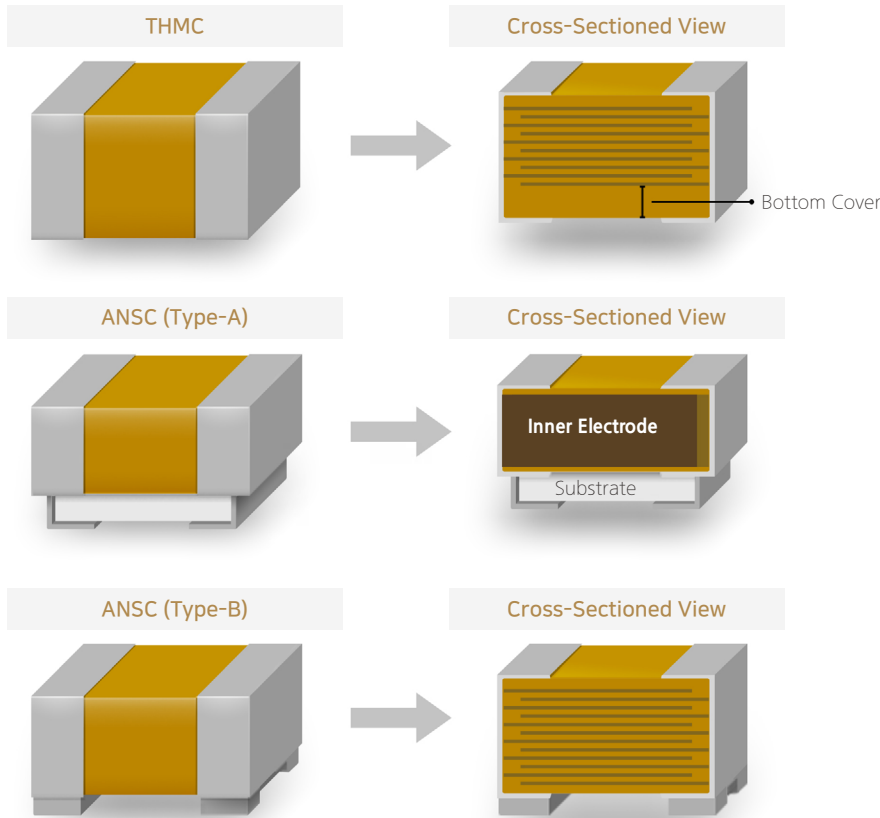 THMC
Cross-Sectioned View
Bottom Cover
ANSC (Type-A)
Cross-Sectioned View
Inner Electrode
Substrate
ANSC (Type-B)
Cross-Sectioned View